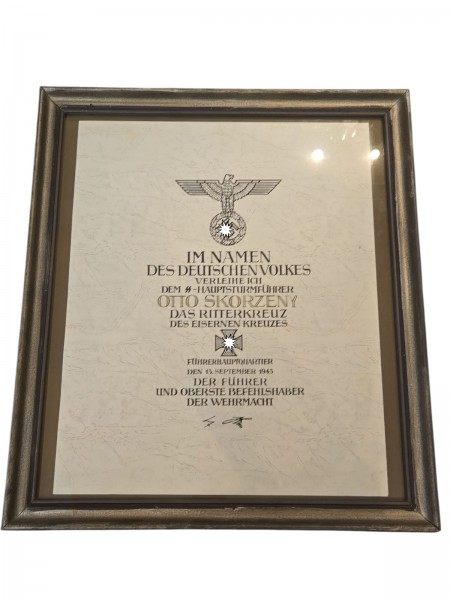 IM NAMEN
DES DEUTSCHEN VOLKES
VERLEIHE ICH
DEM ᛋᛋ-HAUPTSTURMFÜHRER
OTTO SKORZENY
DAS RITTERKREUZ
DES EISERNEN KREUZES
FÜHRERHAUPTQUARTIER
DEN 13. SEPTEMBER 1943
DER FÜHRER
UND OBERSTE BEFEHLSHABER
DER WEHRMACHT